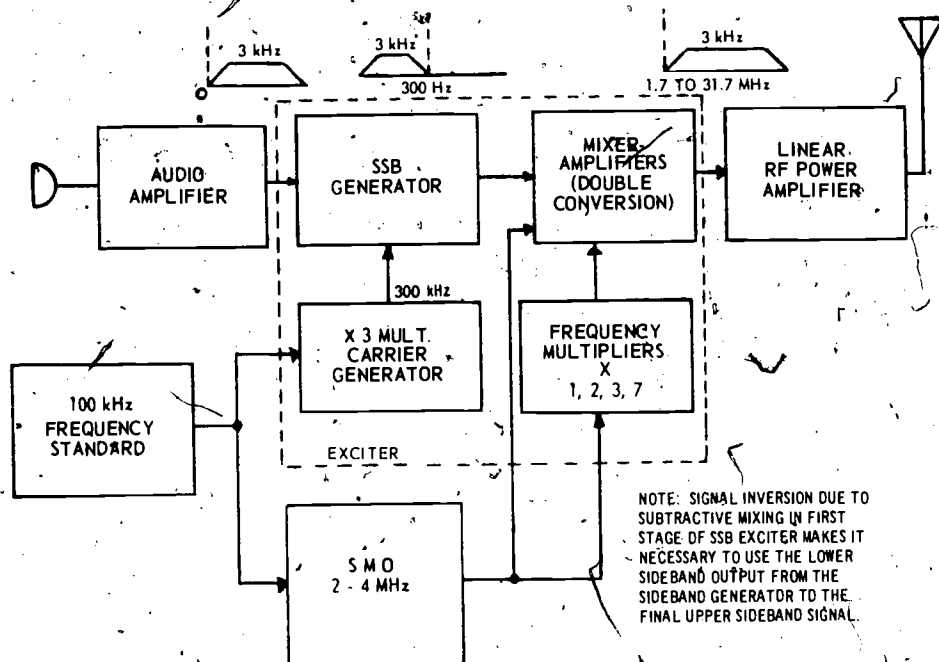 3 kHz
3 kHz
3 kHz
300 Hz
1.7 TO 31.7 MHz
O
AUDIO
AMPLIFIER
SSB
GENERATOR
MIXER
AMPLIFIERS
(DOUBLE
CONVERSION)
LINEAR
RF POWER
AMPLIFIER
300 kHz
X 3 MULT.
CARRIER
GENERATOR
FREQUENCY
MULTIPLIERS
X
1, 2, 3, 7
100 kHz
FREQUENCY
STANDARD
EXCITER
S M O
2 - 4 MHz
NOTE: SIGNAL INVERSION DUE TO
SUBTRACTIVE MIXING IN FIRST
STAGE OF SSB EXCITER MAKES IT
NECESSARY TO USE THE LOWER
SIDEBAND OUTPUT FROM THE
SIDEBAND GENERATOR TO THE
FINAL UPPER SIDEBAND SIGNAL.